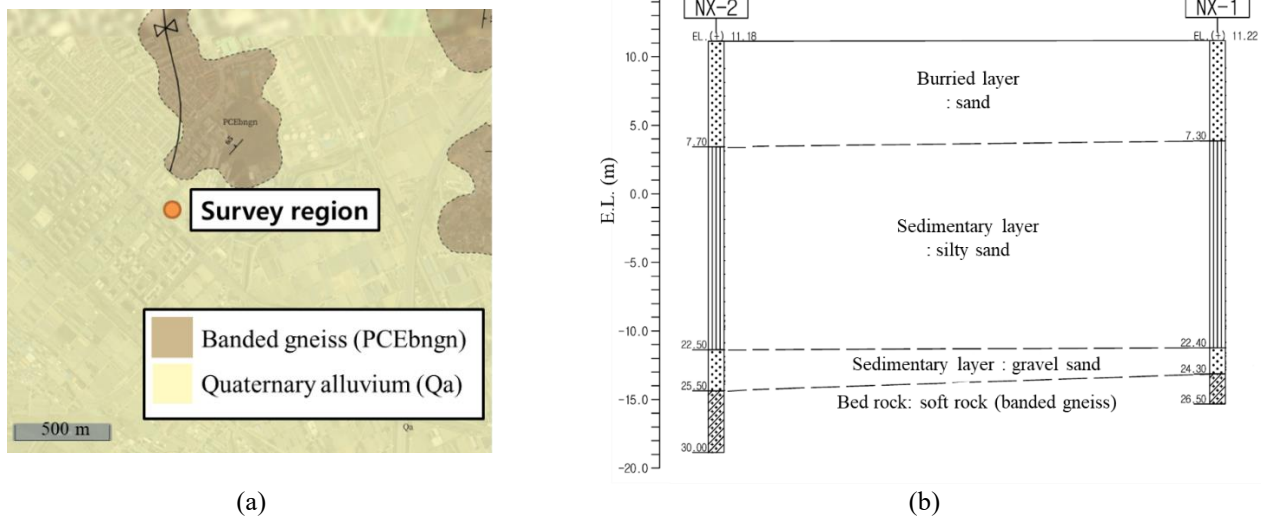 PCEbngn
65
Survey region
Banded gneiss (PCEbngn)
Quaternary alluvium (Qa)
500 m
Qa
(a)
NX-2
NX-1
EL.(+) 11.18
EL.(+) 11.22
E.L. (m)
10.0
5.0
0.0
-5.0
-10.0
-15.0
-20.0
Burried layer
: sand
7.70
7.30
Sedimentary layer
: silty sand
22.50
22.40
Sedimentary layer : gravel sand
25.50
24.30
Bed rock: soft rock (banded gneiss)
26.50
30.00
(b)